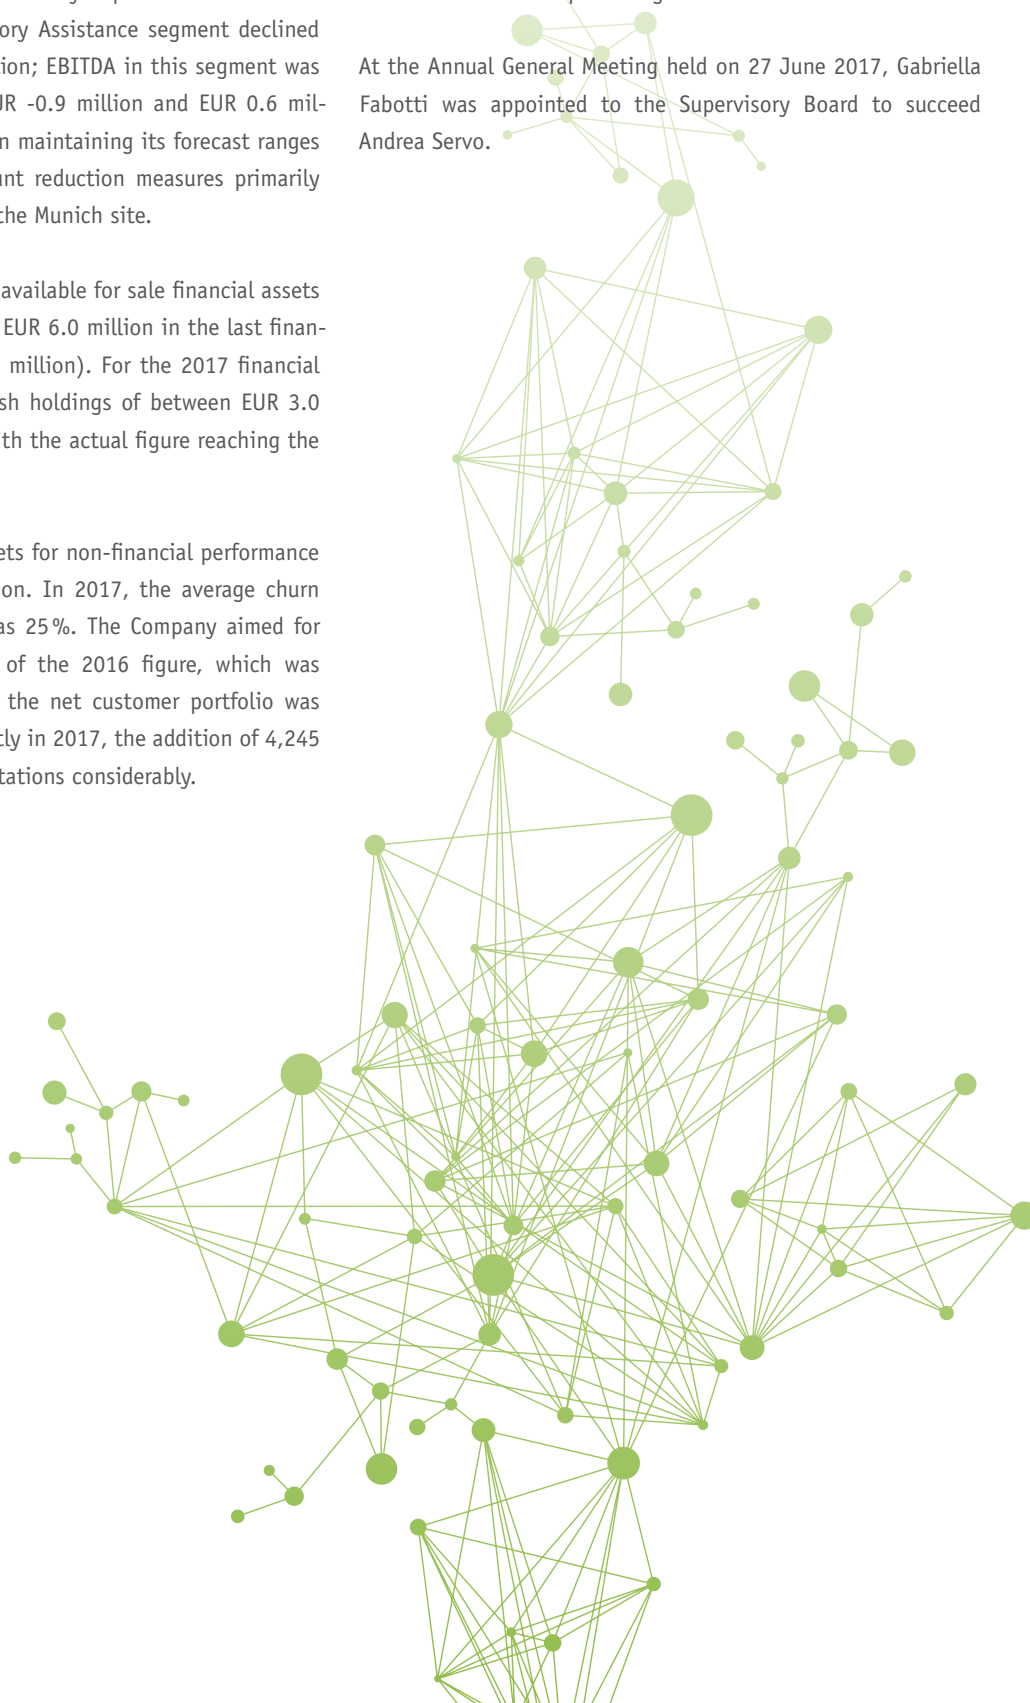 ory Assistance segment declined
ion; EBITDA in this segment was
UR -0.9 million and EUR 0.6 mil-
n maintaining its forecast ranges
unt reduction measures primarily
the Munich site.
available for sale financial assets
EUR 6.0 million in the last finan-
million). For the 2017 financial
sh holdings of between EUR 3.0
ith the actual figure reaching the
ets for non-financial performance
on. In 2017, the average churn
as 25 %. The Company aimed for
of the 2016 figure, which was
the net customer portfolio was
tly in 2017, the addition of 4,245
tations considerably.
At the Annual General Meeting held on 27 June 2017, Gabriella
Fabotti was appointed to the Supervisory Board to succeed
Andrea Servo.